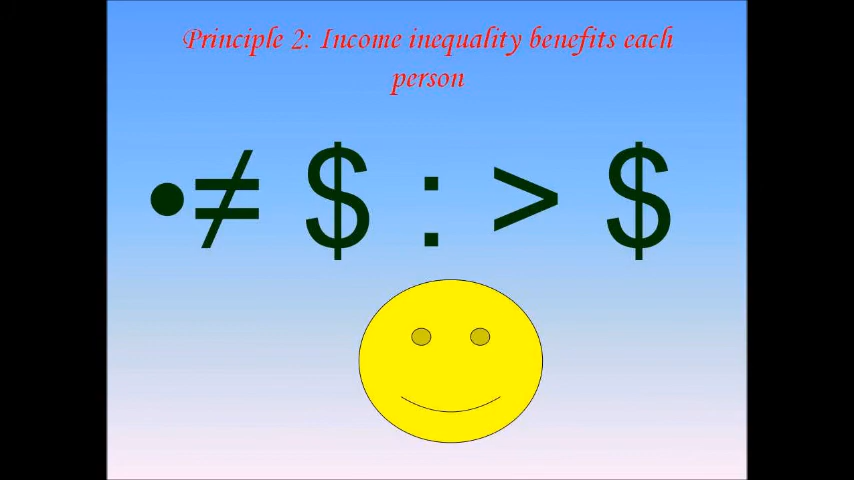 Principle 2: Income inequality benefits each
person
•≠ $ : > $